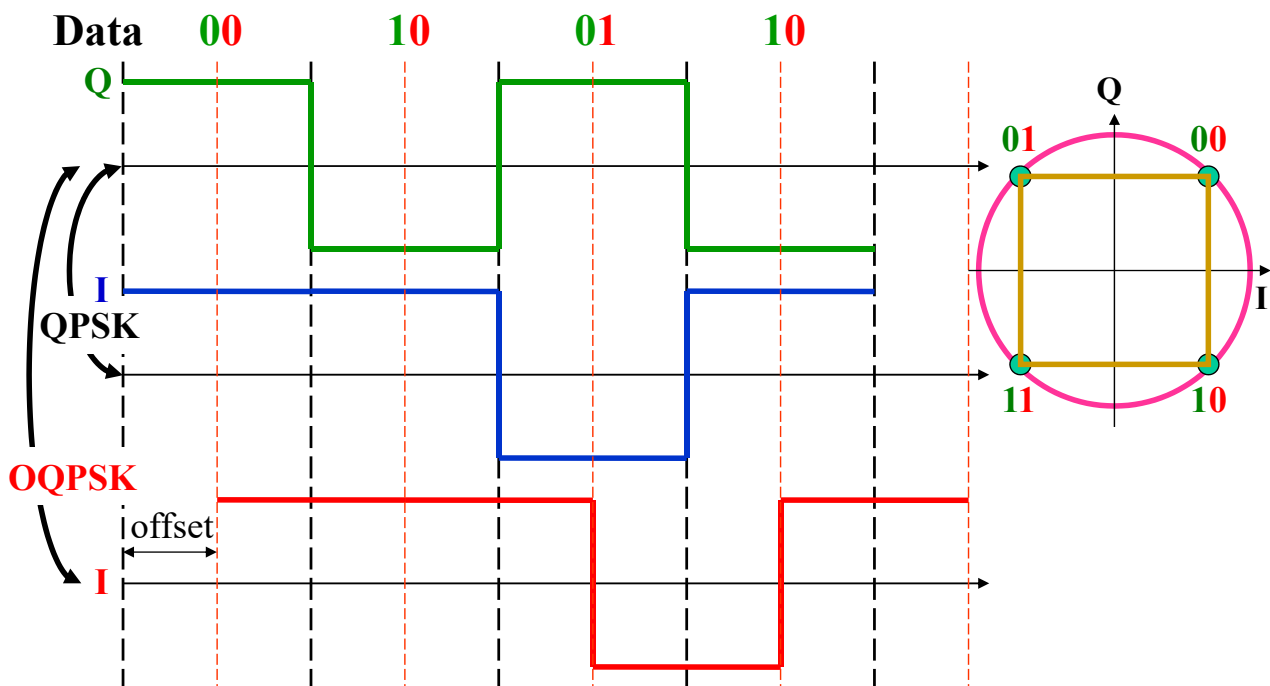 Data 00 10 01 10
Q
I
QPSK
OQPSK
offset
I
Q
01 00
I
11 10